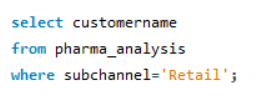 select customername
from pharma_analysis
where subchannel='Retail';